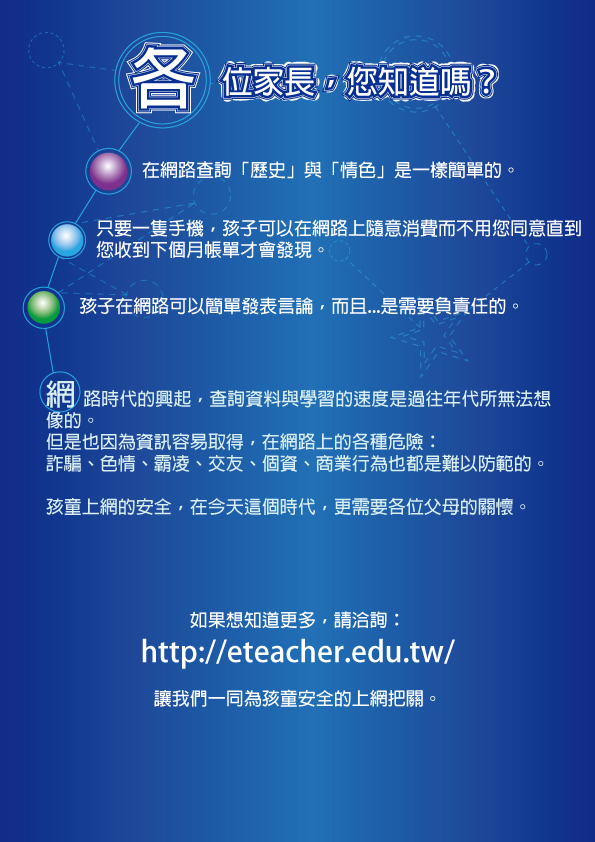 各位家長，您知道嗎？
在網路查詢「歷史」與「情色」是一樣簡單的。
只要一隻手機，孩子可以在網路上隨意消費而不用您同意直到
您收到下個月帳單才會發現。
孩子在網路可以簡單發表言論，而且...是需要負責任的。
網路時代的興起，查詢資料與學習的速度是過往年代所無法想
像的。
但是也因為資訊容易取得，在網路上的各種危險：
詐騙、色情、霸凌、交友、個資、商業行為也都是難以防範的。
孩童上網的安全，在今天這個時代，更需要各位父母的關懷。
如果想知道更多，請洽詢：
http://eteacher.edu.tw/
讓我們一同為孩童安全的上網把關。